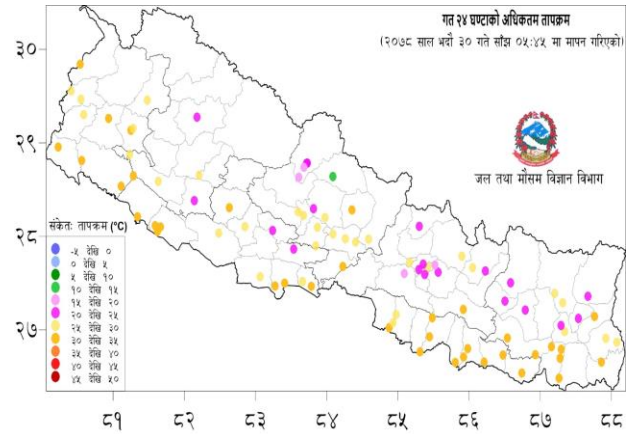 गत २४ घण्टाको अधिकतम तापक्रम
(२०७८ साल भदौ ३० गते साँझ ०५:४५ मा मापन गरिएको)
जल तथा मौसम विज्ञान विभाग
३०
२९
२८
२७
संकेतः तापक्रम (°C)
-५ देखि ०
० देखि ५
५ देखि १०
१० देखि १५
१५ देखि २०
२० देखि २५
२५ देखि ३०
३० देखि ३५
३५ देखि ४०
४० देखि ४५
४५ देखि ५०
८१ ८२ ८३ ८४ ८५ ८६ ८७ ८८